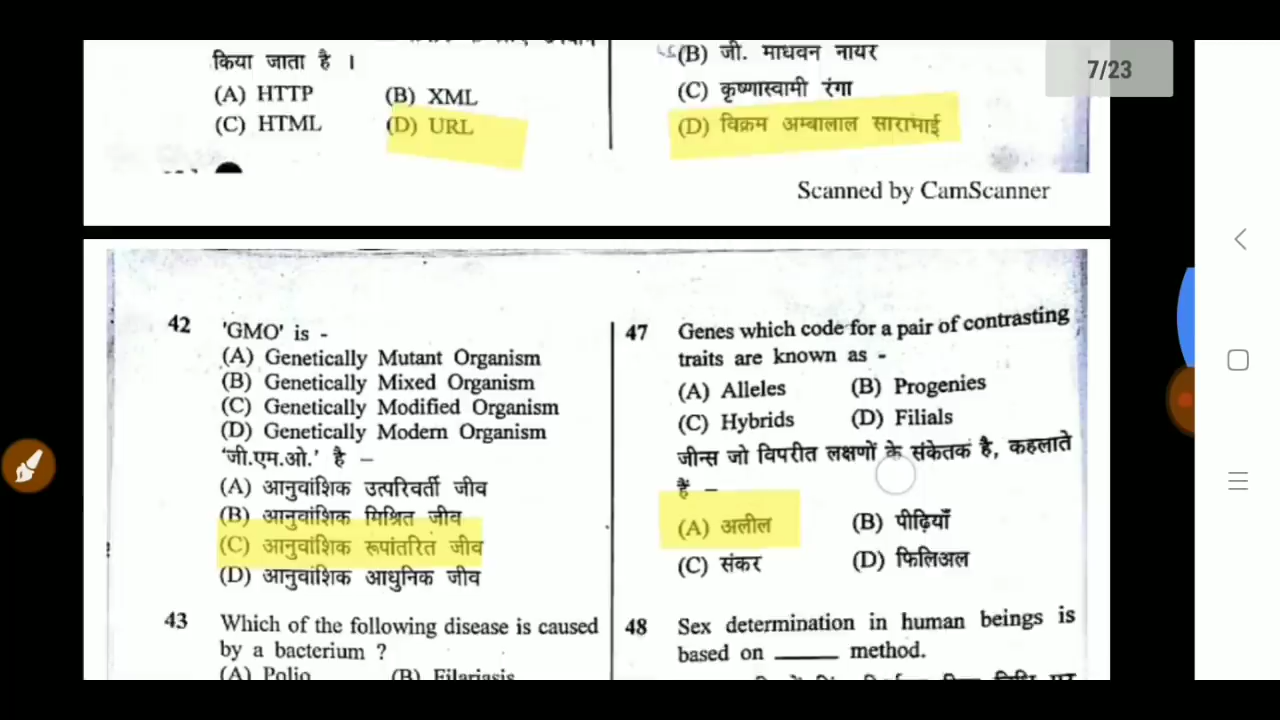 किया जाता है ।
(A) HTTP (B) XML
(C) HTML (D) URL
(B) जी. माधवन नायर
(C) कृष्णास्वामी रंगा
(D) विक्रम अम्बालाल साराभाई
7/23
Scanned by CamScanner
42 'GMO' is -
(A) Genetically Mutant Organism
(B) Genetically Mixed Organism
(C) Genetically Modified Organism
(D) Genetically Modern Organism
'जी.एम.ओ.' है –
(A) आनुवांशिक उत्परिवर्ती जीव
(B) आनुवांशिक मिश्रित जीव
(C) आनुवांशिक रूपांतरित जीव
(D) आनुवांशिक आधुनिक जीव
43 Which of the following disease is caused
by a bacterium ?
(A) Polio (B) Filariasis
47 Genes which code for a pair of contrasting
traits are known as -
(A) Alleles (B) Progenies
(C) Hybrids (D) Filials
जीन्स जो विपरीत लक्षणों के संकेतक है, कहलाते
हैं –
(A) अलील (B) पीढ़ियाँ
(C) संकर (D) फिलिअल
48 Sex determination in human beings is
based on _____ method.